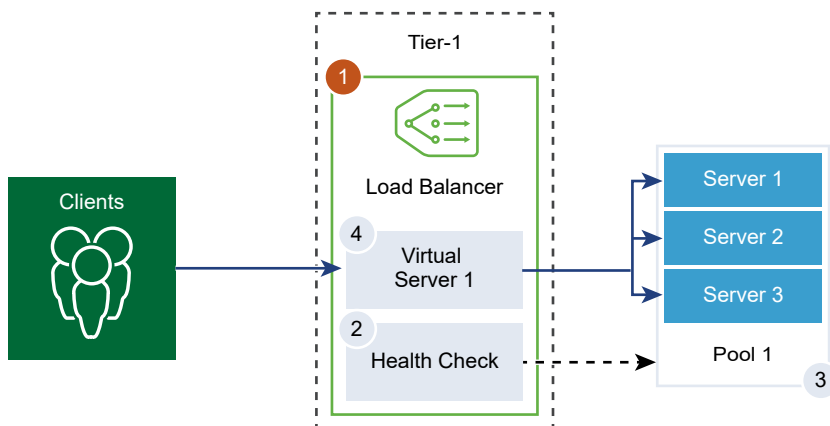 Tier-1
1
Load Balancer
Clients
4
Virtual
Server 1
2
Health Check
Server 1
Server 2
Server 3
Pool 1
3